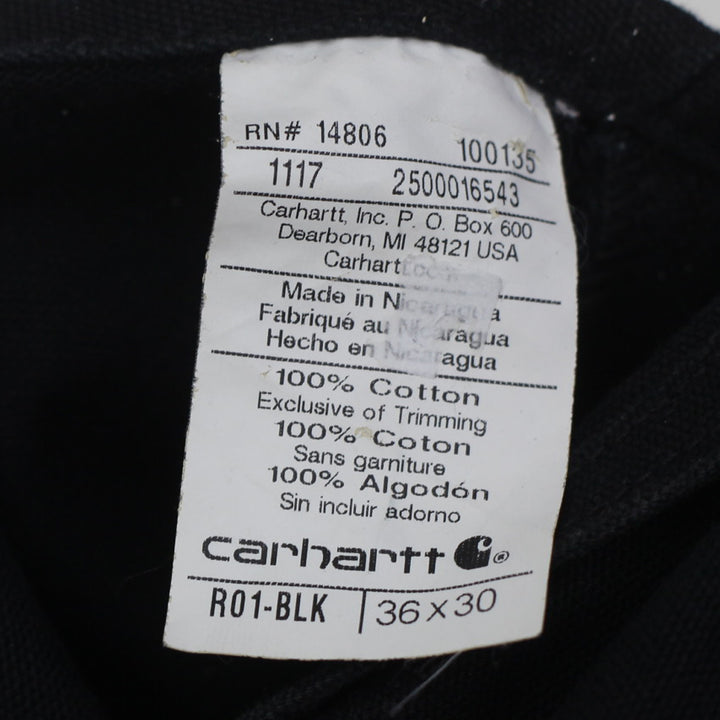 RN# 14806 100135
1117 2500016543
Carhartt, Inc. P. O. Box 600
Dearborn, MI 48121 USA
Carhartt.com
Made in Nicaragua
Fabriqué au Nicaragua
Hecho en Nicaragua
100% Cotton
Exclusive of Trimming
100% Coton
Sans garniture
100% Algodón
Sin incluir adorno
carhartt ®
R01-BLK 36 x 30